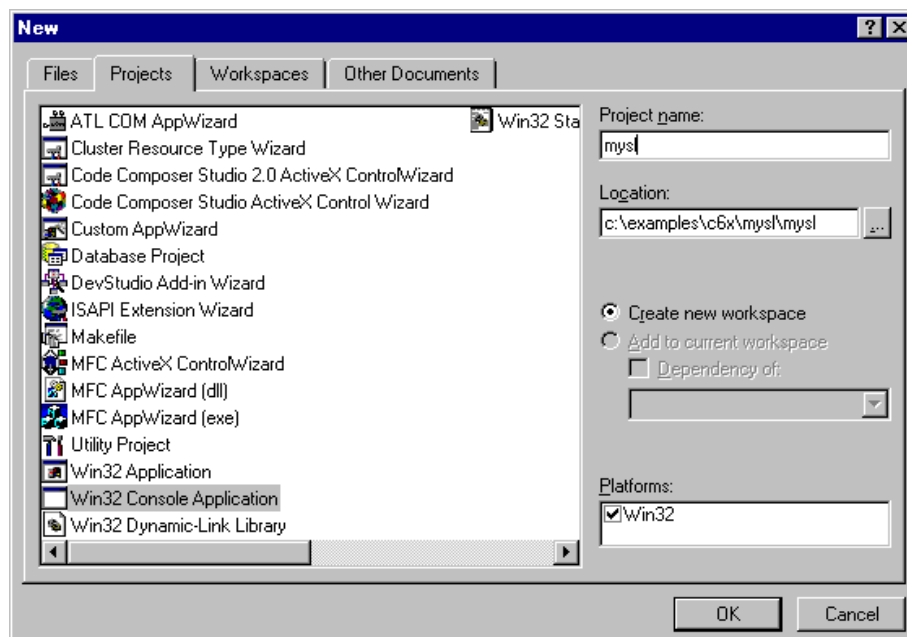 New
Files Projects Workspaces Other Documents
ATL COM AppWizard
Cluster Resource Type Wizard
Code Composer Studio 2.0 ActiveX ControlWizard
Code Composer Studio ActiveX Control Wizard
Custom AppWizard
Database Project
DevStudio Add-in Wizard
ISAPI Extension Wizard
Makefile
MFC ActiveX ControlWizard
MFC AppWizard (dll)
MFC AppWizard (exe)
Utility Project
Win32 Application
Win32 Console Application
Win32 Dynamic-Link Library
Win32 Sta
Project name:
mysl
Location:
c:\examples\c6x\mysl\mysl
...
Create new workspace
Add to current workspace
Dependency of:
Platforms:
Win32
OK Cancel